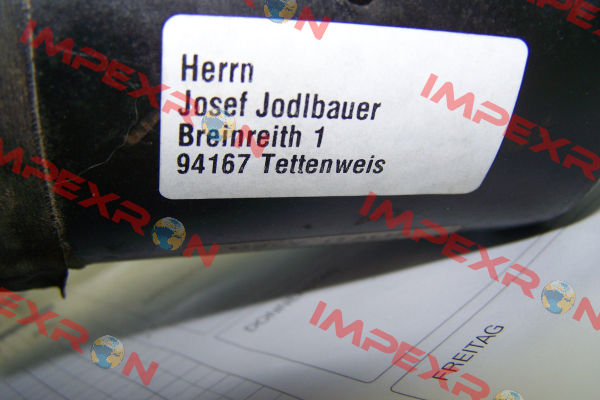 Herrn
Josef Jodlbauer
Breinreith 1
94167 Tettenweis
FREITAG
IMPEXRON
IMPEXRON
IMPEXRON
IMPEXRON
IMPEXRON
IMPEXRON